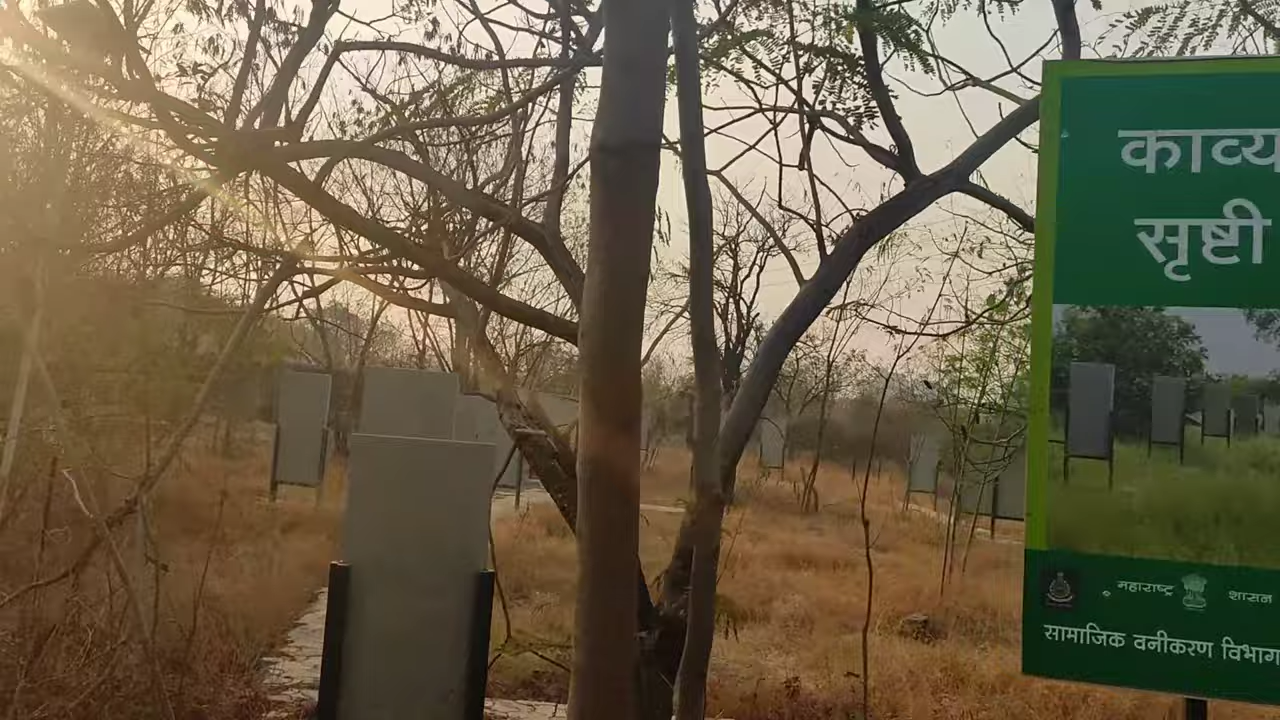 काव्य
सृष्टी
महाराष्ट्र शासन
सामाजिक वनीकरण विभाग